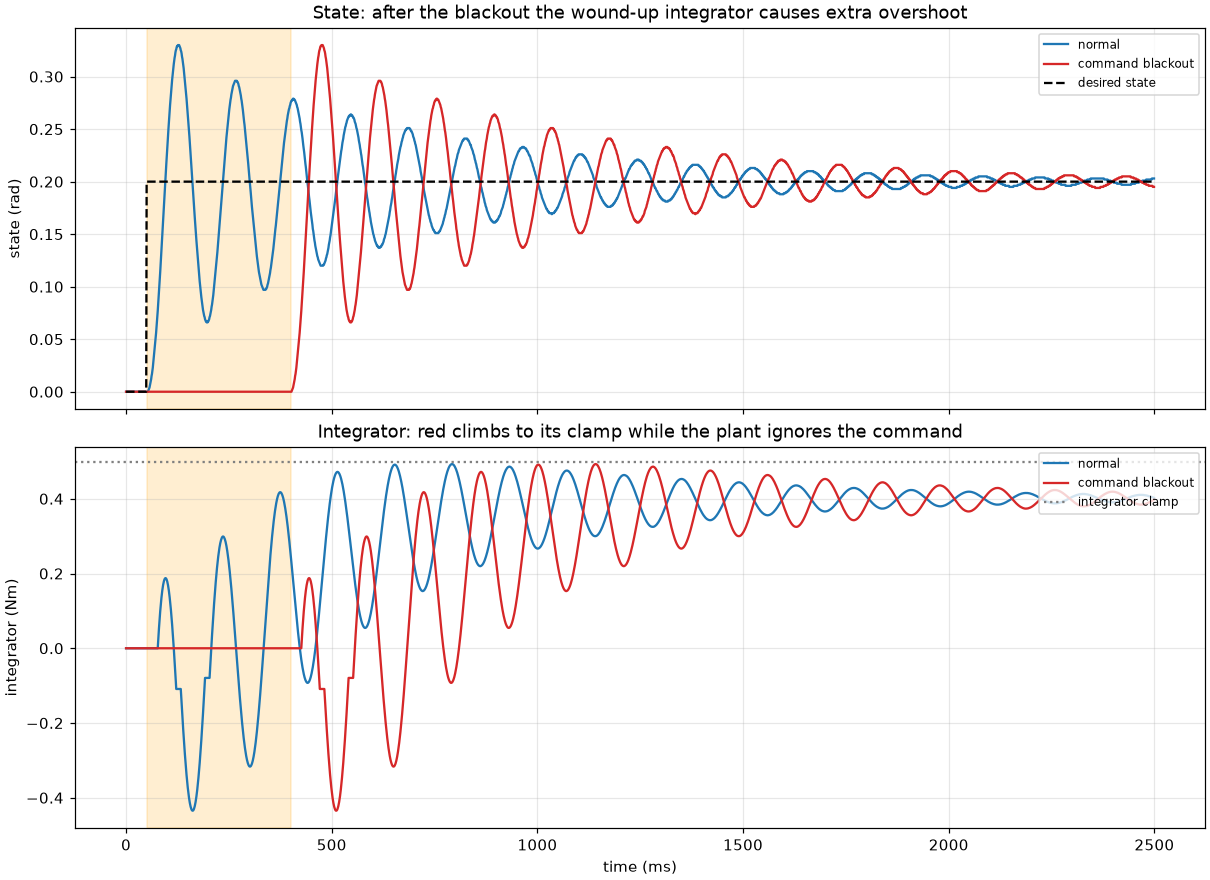 State: after the blackout the wound-up integrator causes extra overshoot
normal
command blackout
desired state
0.30
0.25
0.20
0.15
0.10
0.05
0.00
state (rad)
Integrator: red climbs to its clamp while the plant ignores the command
normal
command blackout
integrator clamp
0.4
0.2
0.0
−0.2
−0.4
integrator (Nm)
0
500
1000
1500
2000
2500
time (ms)